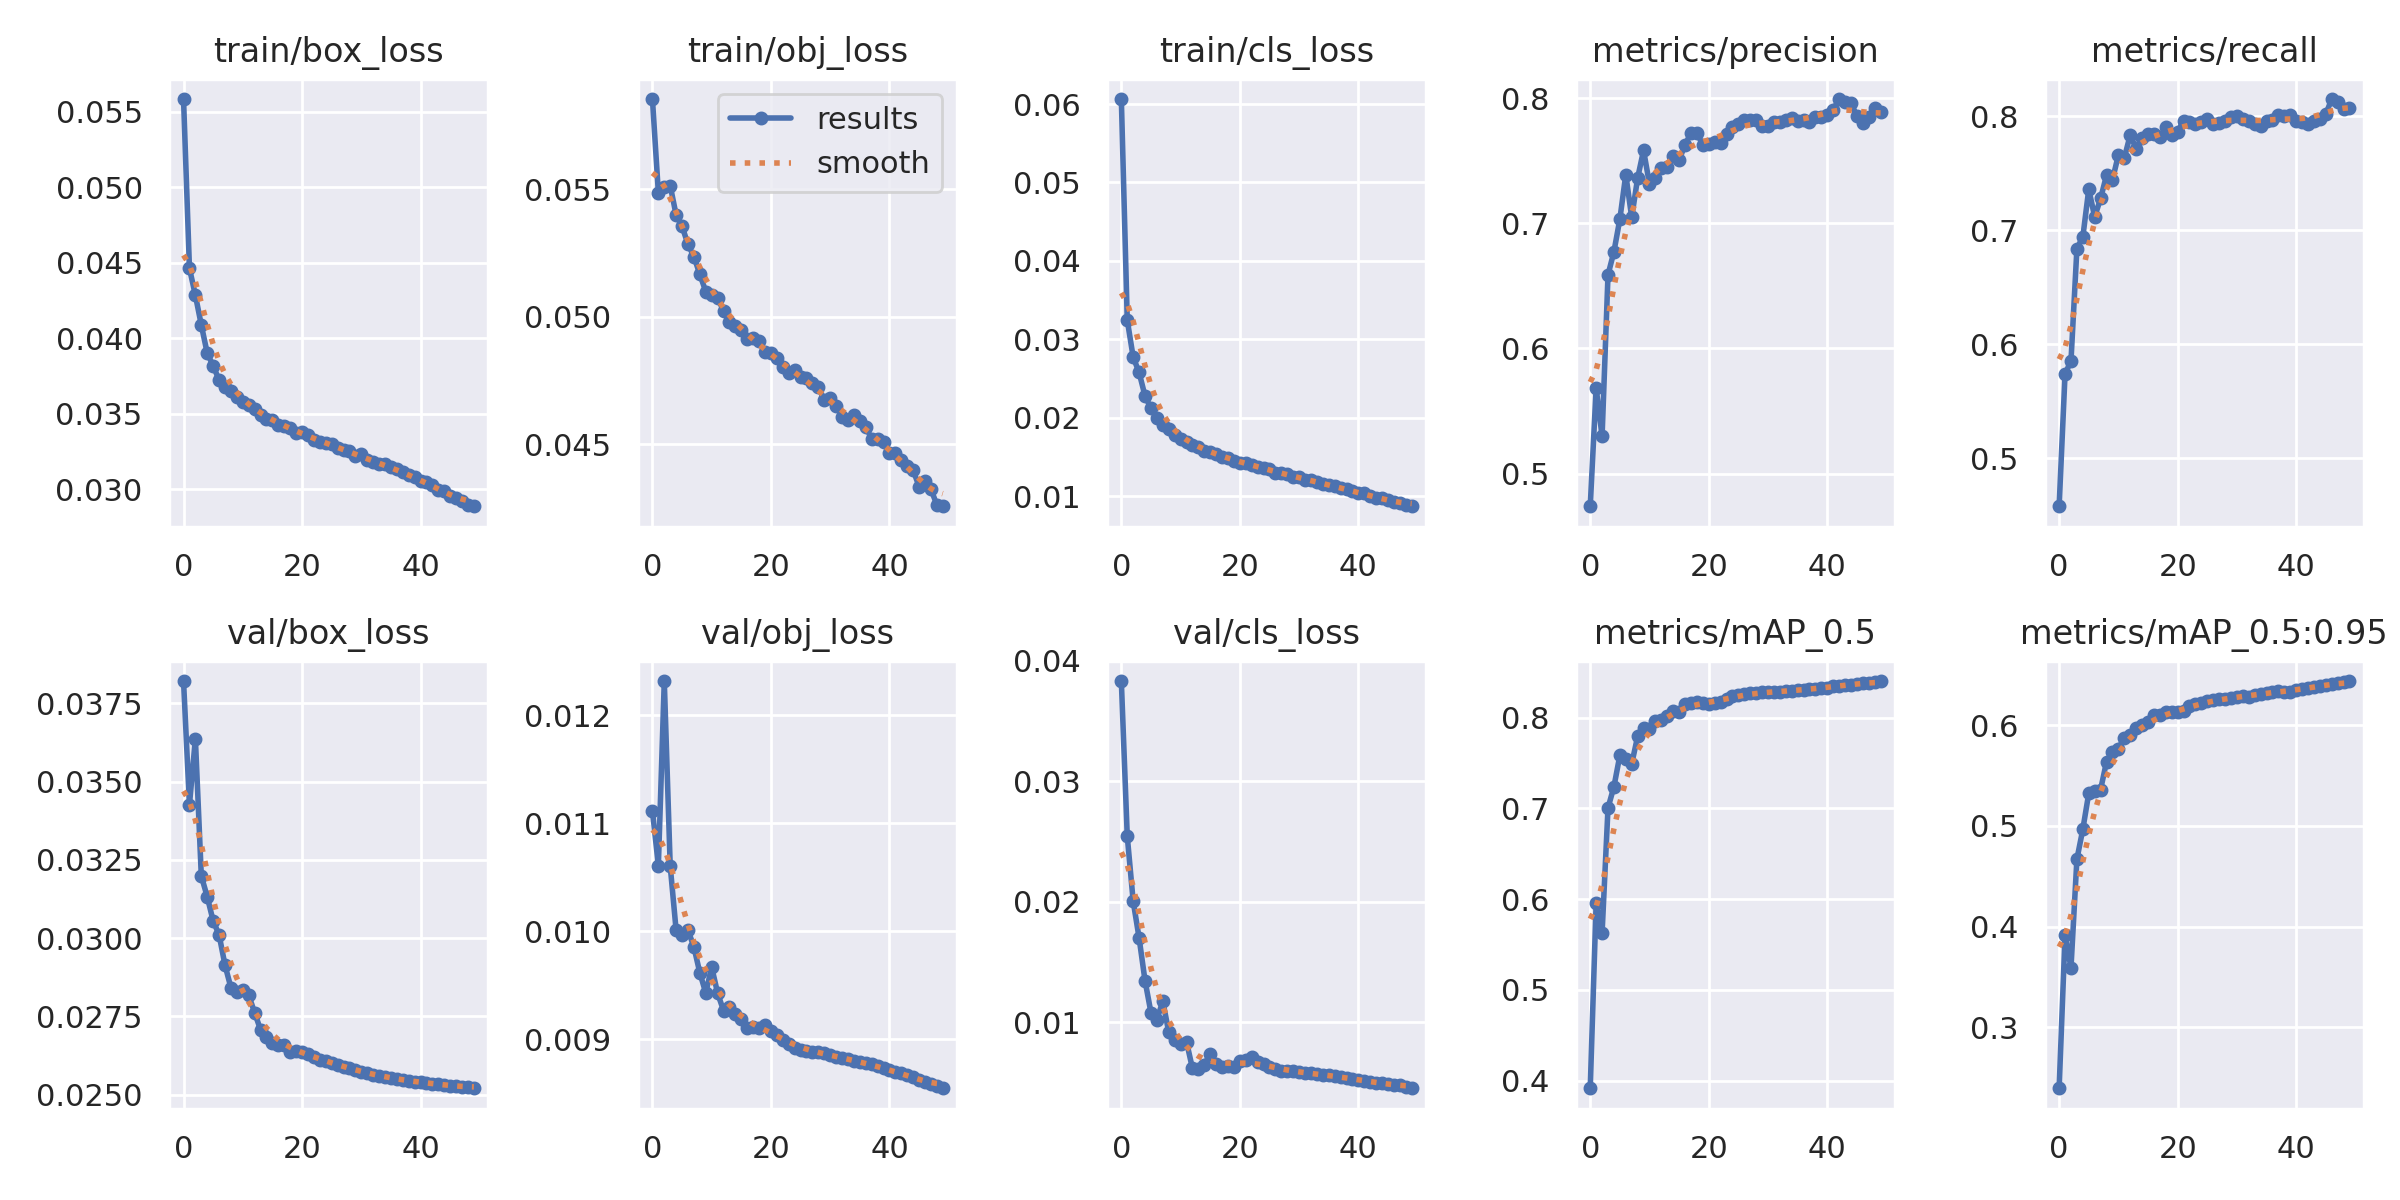 train/box_loss
0.055
0.050
0.045
0.040
0.035
0.030
0 20 40
train/obj_loss
results
smooth
0.055
0.050
0.045
0 20 40
train/cls_loss
0.06
0.05
0.04
0.03
0.02
0.01
0 20 40
metrics/precision
0.8
0.7
0.6
0.5
0 20 40
metrics/recall
0.8
0.7
0.6
0.5
0 20 40
val/box_loss
0.0375
0.0350
0.0325
0.0300
0.0275
0.0250
0 20 40
val/obj_loss
0.012
0.011
0.010
0.009
0 20 40
val/cls_loss
0.04
0.03
0.02
0.01
0 20 40
metrics/mAP_0.5
0.8
0.7
0.6
0.5
0.4
0 20 40
metrics/mAP_0.5:0.95
0.6
0.5
0.4
0.3
0 20 40